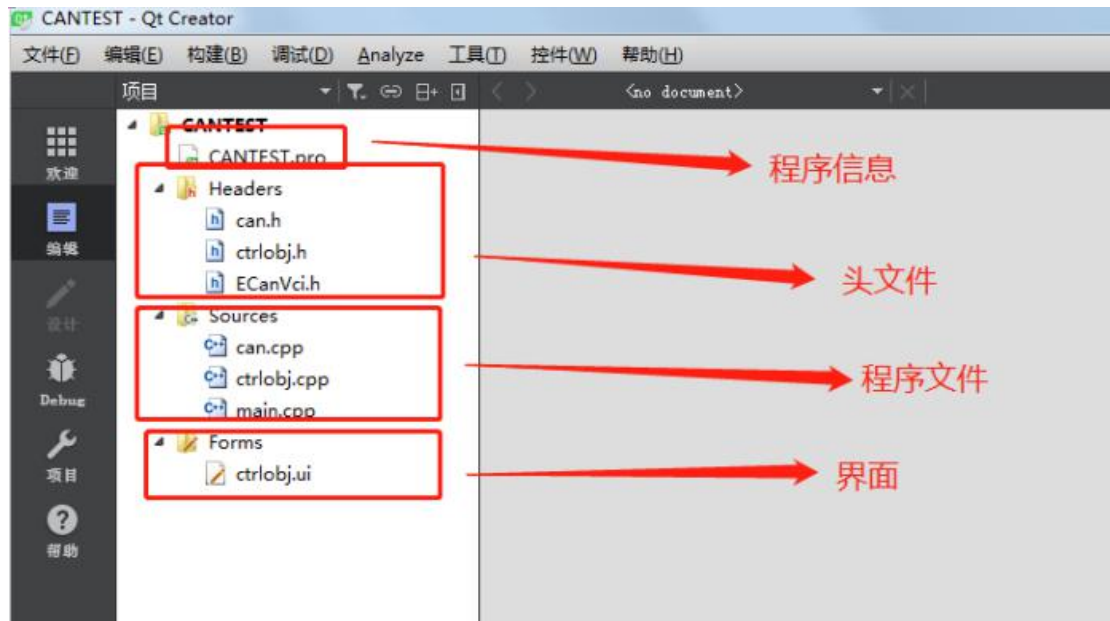 CANTEST - Qt Creator
文件(F) 编辑(E) 构建(B) 调试(D) Analyze 工具(T) 控件(W) 帮助(H)
项目 <no document>
欢迎
编辑
设计
Debug
项目
帮助
CANTEST
CANTEST.pro
Headers
can.h
ctrlobj.h
ECanVci.h
Sources
can.cpp
ctrlobj.cpp
main.cpp
Forms
ctrlobj.ui
程序信息
头文件
程序文件
界面